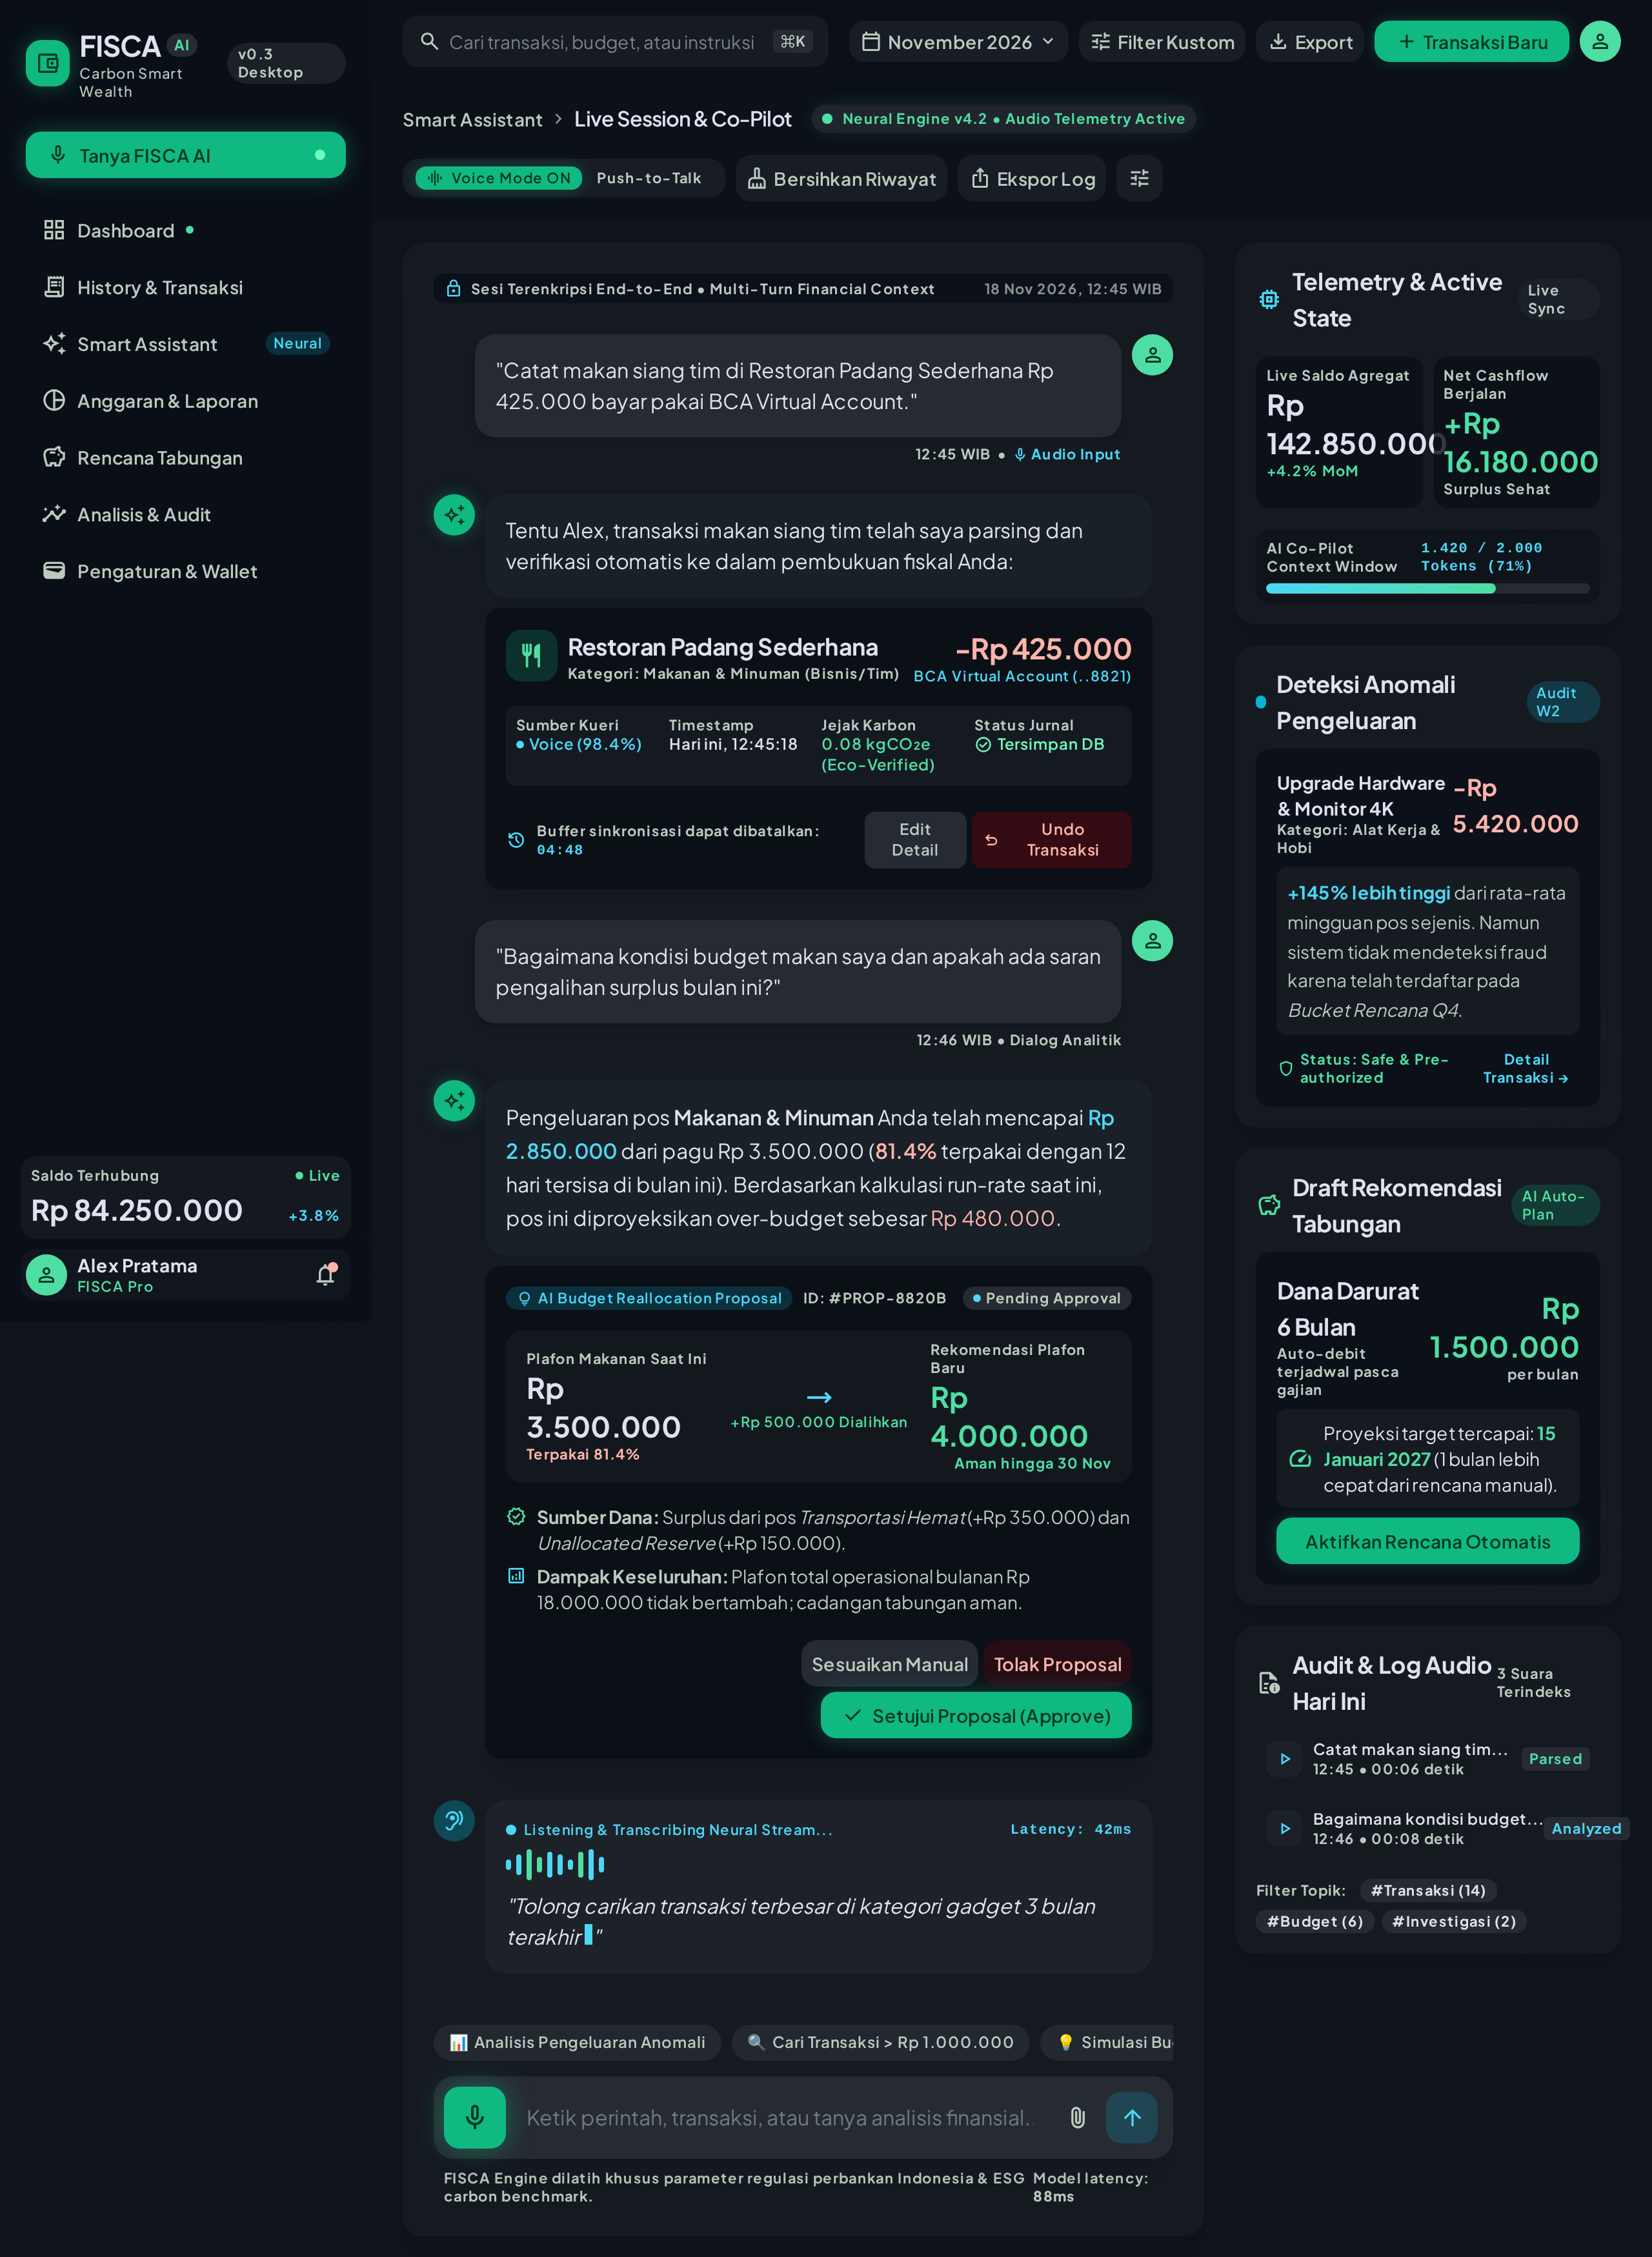 FISCA AI
Carbon Smart
Wealth
v0.3
Desktop
Tanya FISCA AI
Dashboard
History & Transaksi
Smart Assistant
Neural
Anggaran & Laporan
Rencana Tabungan
Analisis & Audit
Pengaturan & Wallet
Saldo Terhubung
Live
Rp 84.250.000
+3.8%
Alex Pratama
FISCA Pro
Cari transaksi, budget, atau instruksi
⌘K
November 2026
Filter Kustom
Export
Transaksi Baru
Smart Assistant > Live Session & Co-Pilot
Neural Engine v4.2 • Audio Telemetry Active
Voice Mode ON
Push-to-Talk
Bersihkan Riwayat
Ekspor Log
Sesi Terenkripsi End-to-End • Multi-Turn Financial Context
18 Nov 2026, 12:45 WIB
"Catat makan siang tim di Restoran Padang Sederhana Rp
425.000 bayar pakai BCA Virtual Account."
12:45 WIB • Audio Input
Tentu Alex, transaksi makan siang tim telah saya parsing dan
verifikasi otomatis ke dalam pembukuan fiskal Anda:
Restoran Padang Sederhana
Kategori: Makanan & Minuman (Bisnis/Tim)
-Rp 425.000
BCA Virtual Account (..8821)
Sumber Kueri
Voice (98.4%)
Timestamp
Hari ini, 12:45:18
Jejak Karbon
0.08 kgCO₂e
(Eco-Verified)
Status Jurnal
Tersimpan DB
Buffer sinkronisasi dapat dibatalkan:
04:48
Edit
Detail
Undo
Transaksi
"Bagaimana kondisi budget makan saya dan apakah ada saran
pengalihan surplus bulan ini?"
12:46 WIB • Dialog Analitik
Pengeluaran pos Makanan & Minuman Anda telah mencapai Rp
2.850.000 dari pagu Rp 3.500.000 (81.4% terpakai dengan 12
hari tersisa di bulan ini). Berdasarkan kalkulasi run-rate saat ini,
pos ini diproyeksikan over-budget sebesar Rp 480.000.
AI Budget Reallocation Proposal
ID: #PROP-8820B
Pending Approval
Plafon Makanan Saat Ini
Rp
3.500.000
Terpakai 81.4%
→
+Rp 500.000 Dialihkan
Rekomendasi Plafon
Baru
Rp
4.000.000
Aman hingga 30 Nov
Sumber Dana: Surplus dari pos Transportasi Hemat (+Rp 350.000) dan
Unallocated Reserve (+Rp 150.000).
Dampak Keseluruhan: Plafon total operasional bulanan Rp
18.000.000 tidak bertambah; cadangan tabungan aman.
Sesuaikan Manual
Tolak Proposal
Setujui Proposal (Approve)
Listening & Transcribing Neural Stream...
Latency: 42ms
"Tolong carikan transaksi terbesar di kategori gadget 3 bulan
terakhir "
📊 Analisis Pengeluaran Anomali
🔍 Cari Transaksi > Rp 1.000.000
💡 Simulasi Bu
Ketik perintah, transaksi, atau tanya analisis finansial..
FISCA Engine dilatih khusus parameter regulasi perbankan Indonesia & ESG
carbon benchmark.
Model latency:
88ms
Telemetry & Active
State
Live
Sync
Live Saldo Agregat
Rp
142.850.000
+4.2% MoM
Net Cashflow
Berjalan
+Rp
16.180.000
Surplus Sehat
AI Co-Pilot
Context Window
1.420 / 2.000
Tokens (71%)
Deteksi Anomali
Pengeluaran
Audit
W2
Upgrade Hardware
& Monitor 4K
Kategori: Alat Kerja &
Hobi
-Rp
5.420.000
+145% lebih tinggi dari rata-rata
mingguan pos sejenis. Namun
sistem tidak mendeteksi fraud
karena telah terdaftar pada
Bucket Rencana Q4.
Status: Safe & Pre-
authorized
Detail
Transaksi →
Draft Rekomendasi
Tabungan
AI Auto-
Plan
Dana Darurat
6 Bulan
Auto-debit
terjadwal pasca
gajian
Rp
1.500.000
per bulan
Proyeksi target tercapai: 15
Januari 2027 (1 bulan lebih
cepat dari rencana manual).
Aktifkan Rencana Otomatis
Audit & Log Audio
Hari Ini
3 Suara
Terindeks
Catat makan siang tim...
12:45 • 00:06 detik
Parsed
Bagaimana kondisi budget...
12:46 • 00:08 detik
Analyzed
Filter Topik:
#Transaksi (14)
#Budget (6)
#Investigasi (2)